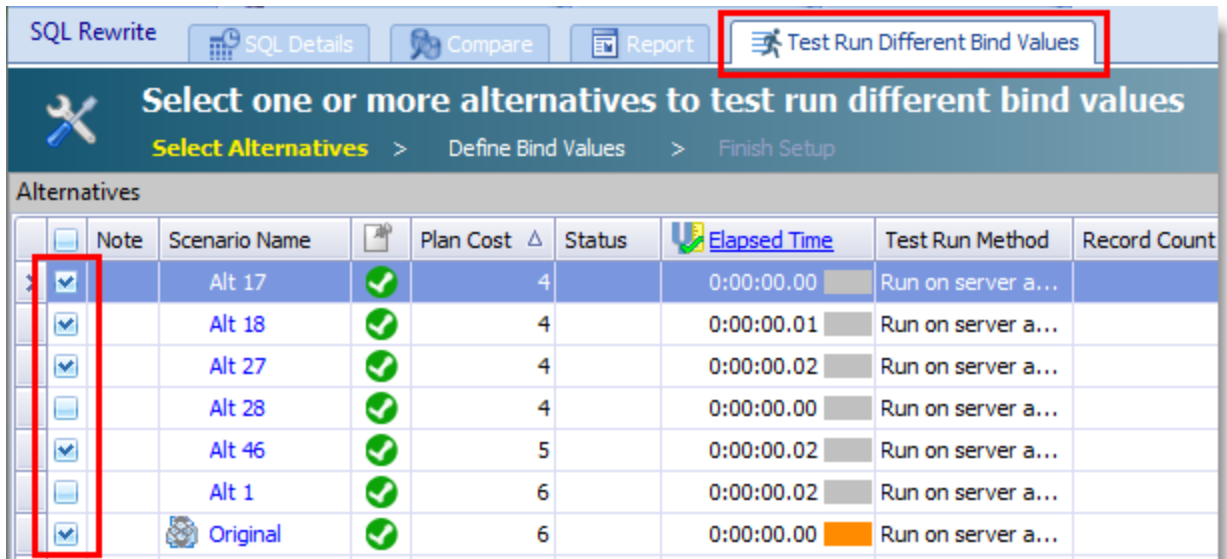 SQL Rewrite SQL Details Compare Report Test Run Different Bind Values
Select one or more alternatives to test run different bind values
Select Alternatives > Define Bind Values > Finish Setup
Alternatives
Note Scenario Name Plan Cost Status Elapsed Time Test Run Method Record Count
Alt 17 4 0:00:00.00 Run on server a...
Alt 18 4 0:00:00.01 Run on server a...
Alt 27 4 0:00:00.02 Run on server a...
Alt 28 4 0:00:00.00 Run on server a...
Alt 46 5 0:00:00.02 Run on server a...
Alt 1 6 0:00:00.02 Run on server a...
Original 6 0:00:00.00 Run on server a...